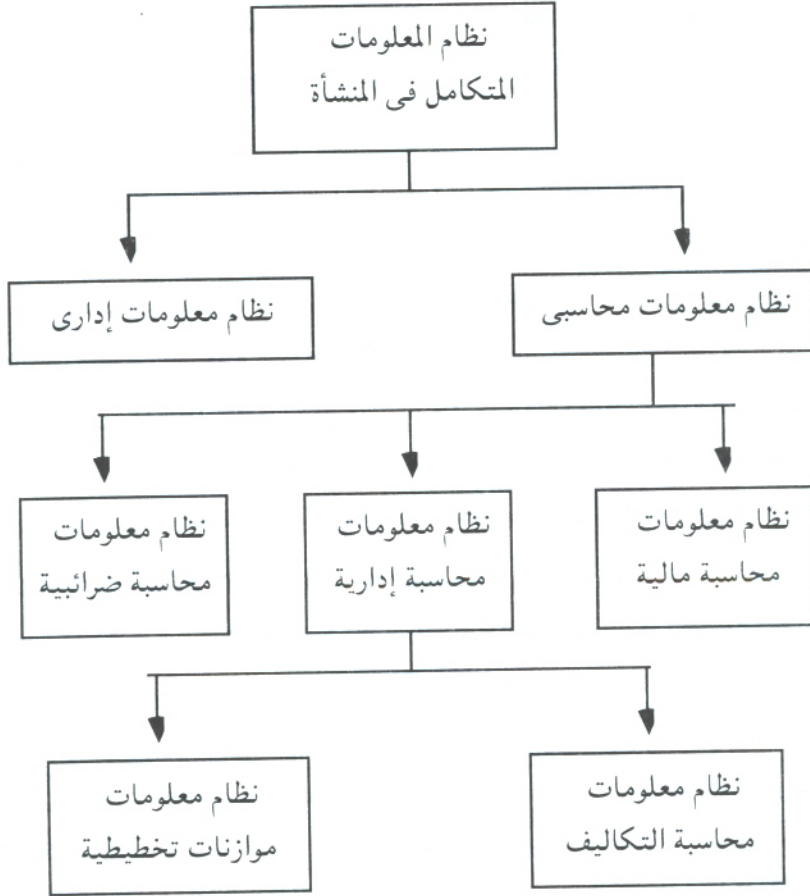 نظام المعلومات
المتكامل فى المنشأة
نظام معلومات محاسبى
نظام معلومات إدارى
نظام معلومات
محاسبة مالية
نظام معلومات
محاسبة إدارية
نظام معلومات
محاسبة ضرائبية
نظام معلومات
محاسبة التكاليف
نظام معلومات
موازنات تخطيطية